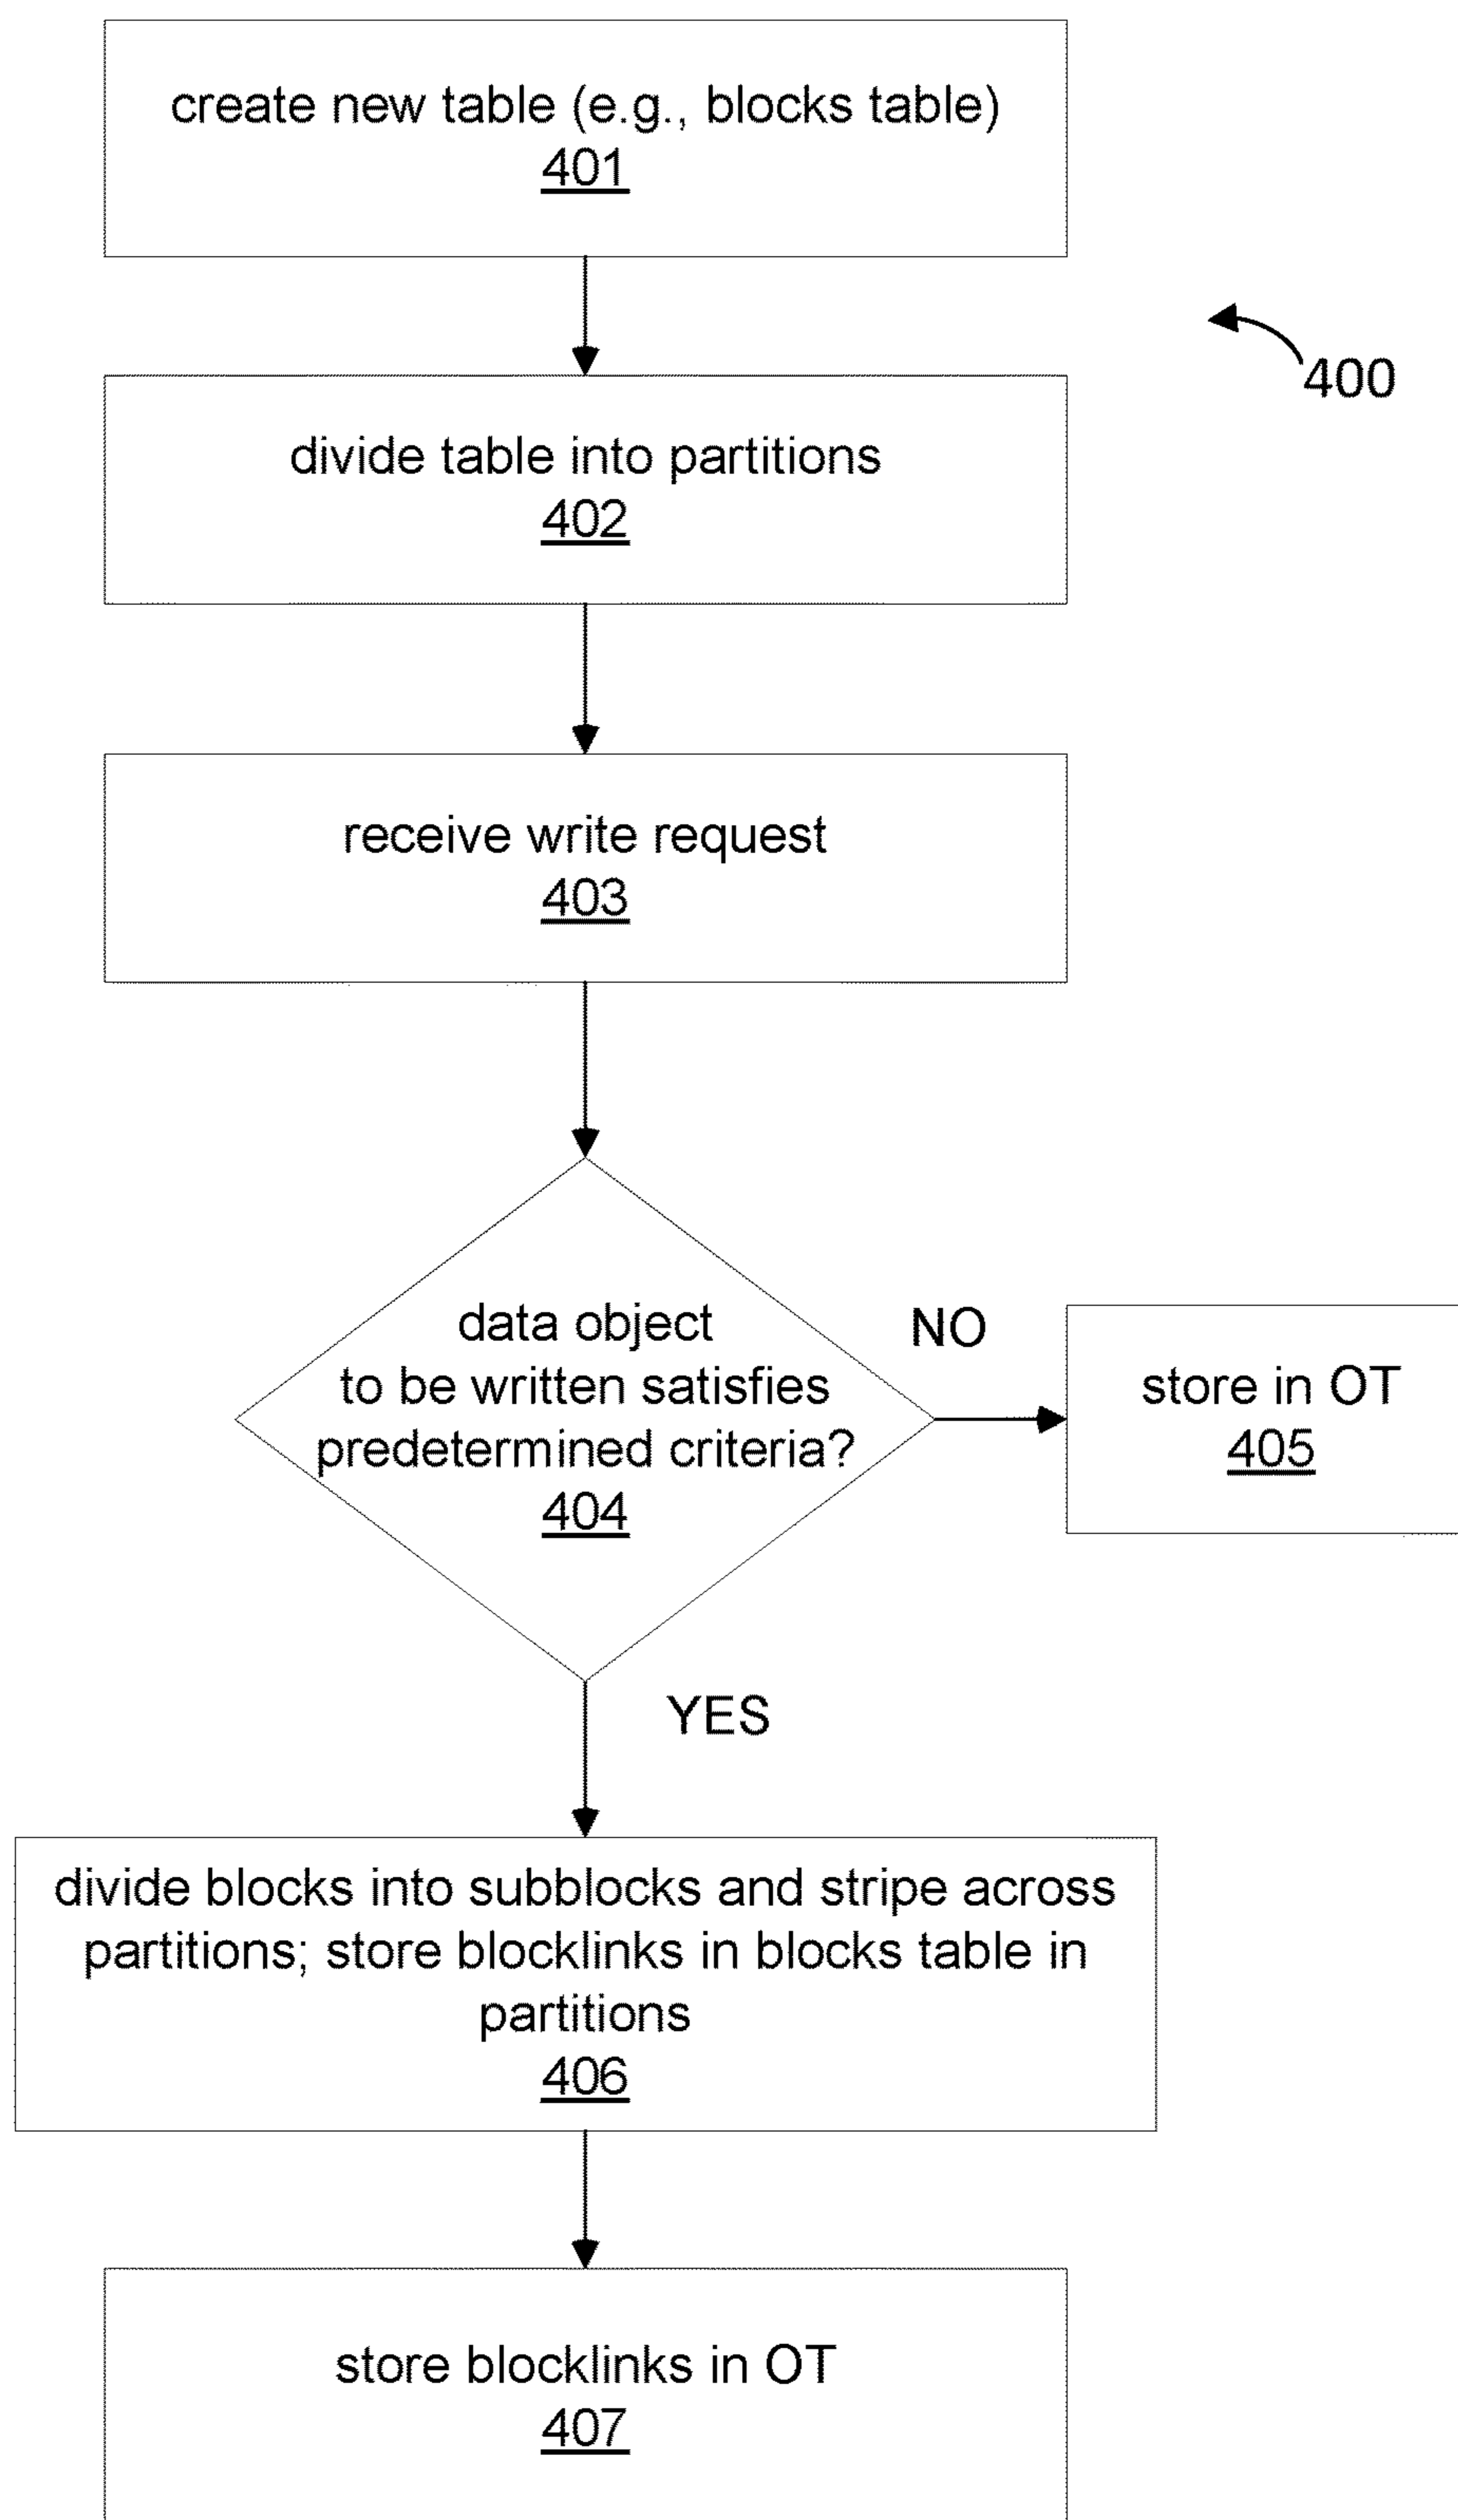 create new table (e.g., blocks table)
401
400
divide table into partitions
402
receive write request
403
data object
to be written satisfies
predetermined criteria?
404
NO
store in OT
405
YES
divide blocks into subblocks and stripe across
partitions; store blocklinks in blocks table in
partitions
406
store blocklinks in OT
407